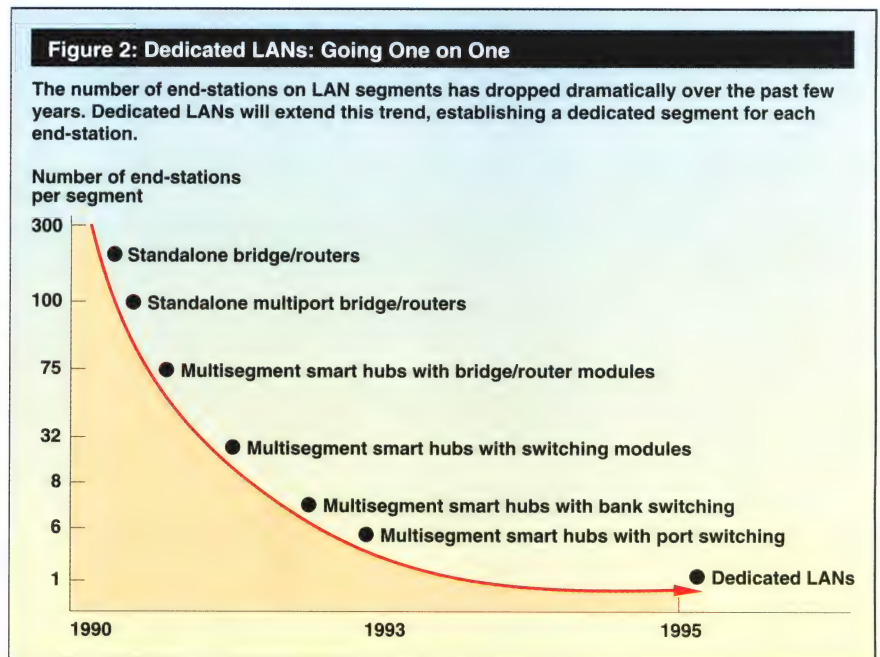 Figure 2: Dedicated LANs: Going One on One
The number of end-stations on LAN segments has dropped dramatically over the past few
years. Dedicated LANs will extend this trend, establishing a dedicated segment for each
end-station.
Number of end-stations
per segment
300
Standalone bridge/routers
100
Standalone multiport bridge/routers
75
Multisegment smart hubs with bridge/router modules
32
Multisegment smart hubs with switching modules
8
Multisegment smart hubs with bank switching
6
Multisegment smart hubs with port switching
1
Dedicated LANs
1990
1993
1995